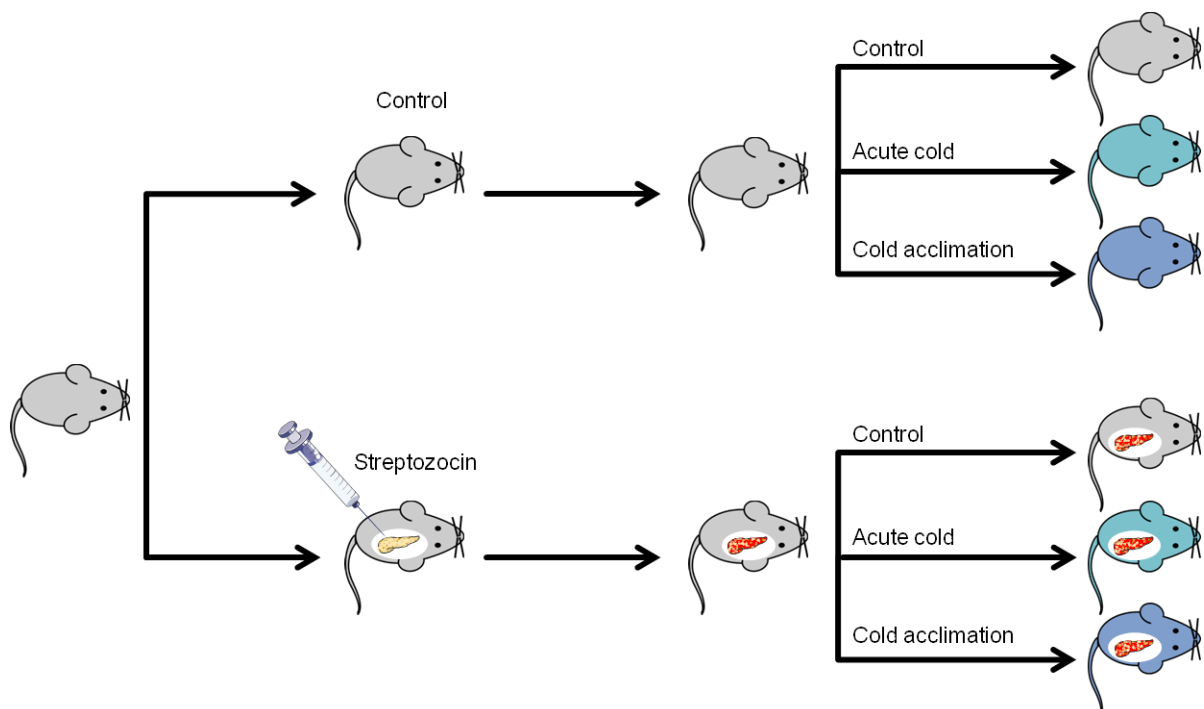 Control
Control
Acute cold
Cold acclimation
Streptozocin
Control
Acute cold
Cold acclimation